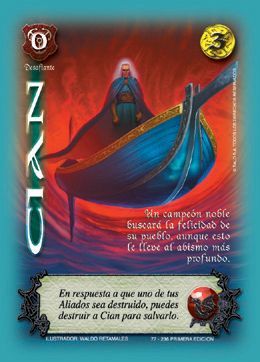 0
3
Desafiante
CIAN
Un campeón noble
buscará la felicidad de
su pueblo, aunque esto
le lleve al abismo más
profundo.
En respuesta a que uno de tus
Aliados sea destruido, puedes
destruir a Cian para salvarlo.
ILUSTRADOR: WALDO RETAMALES
77 - 236 PRIMERA EDICION